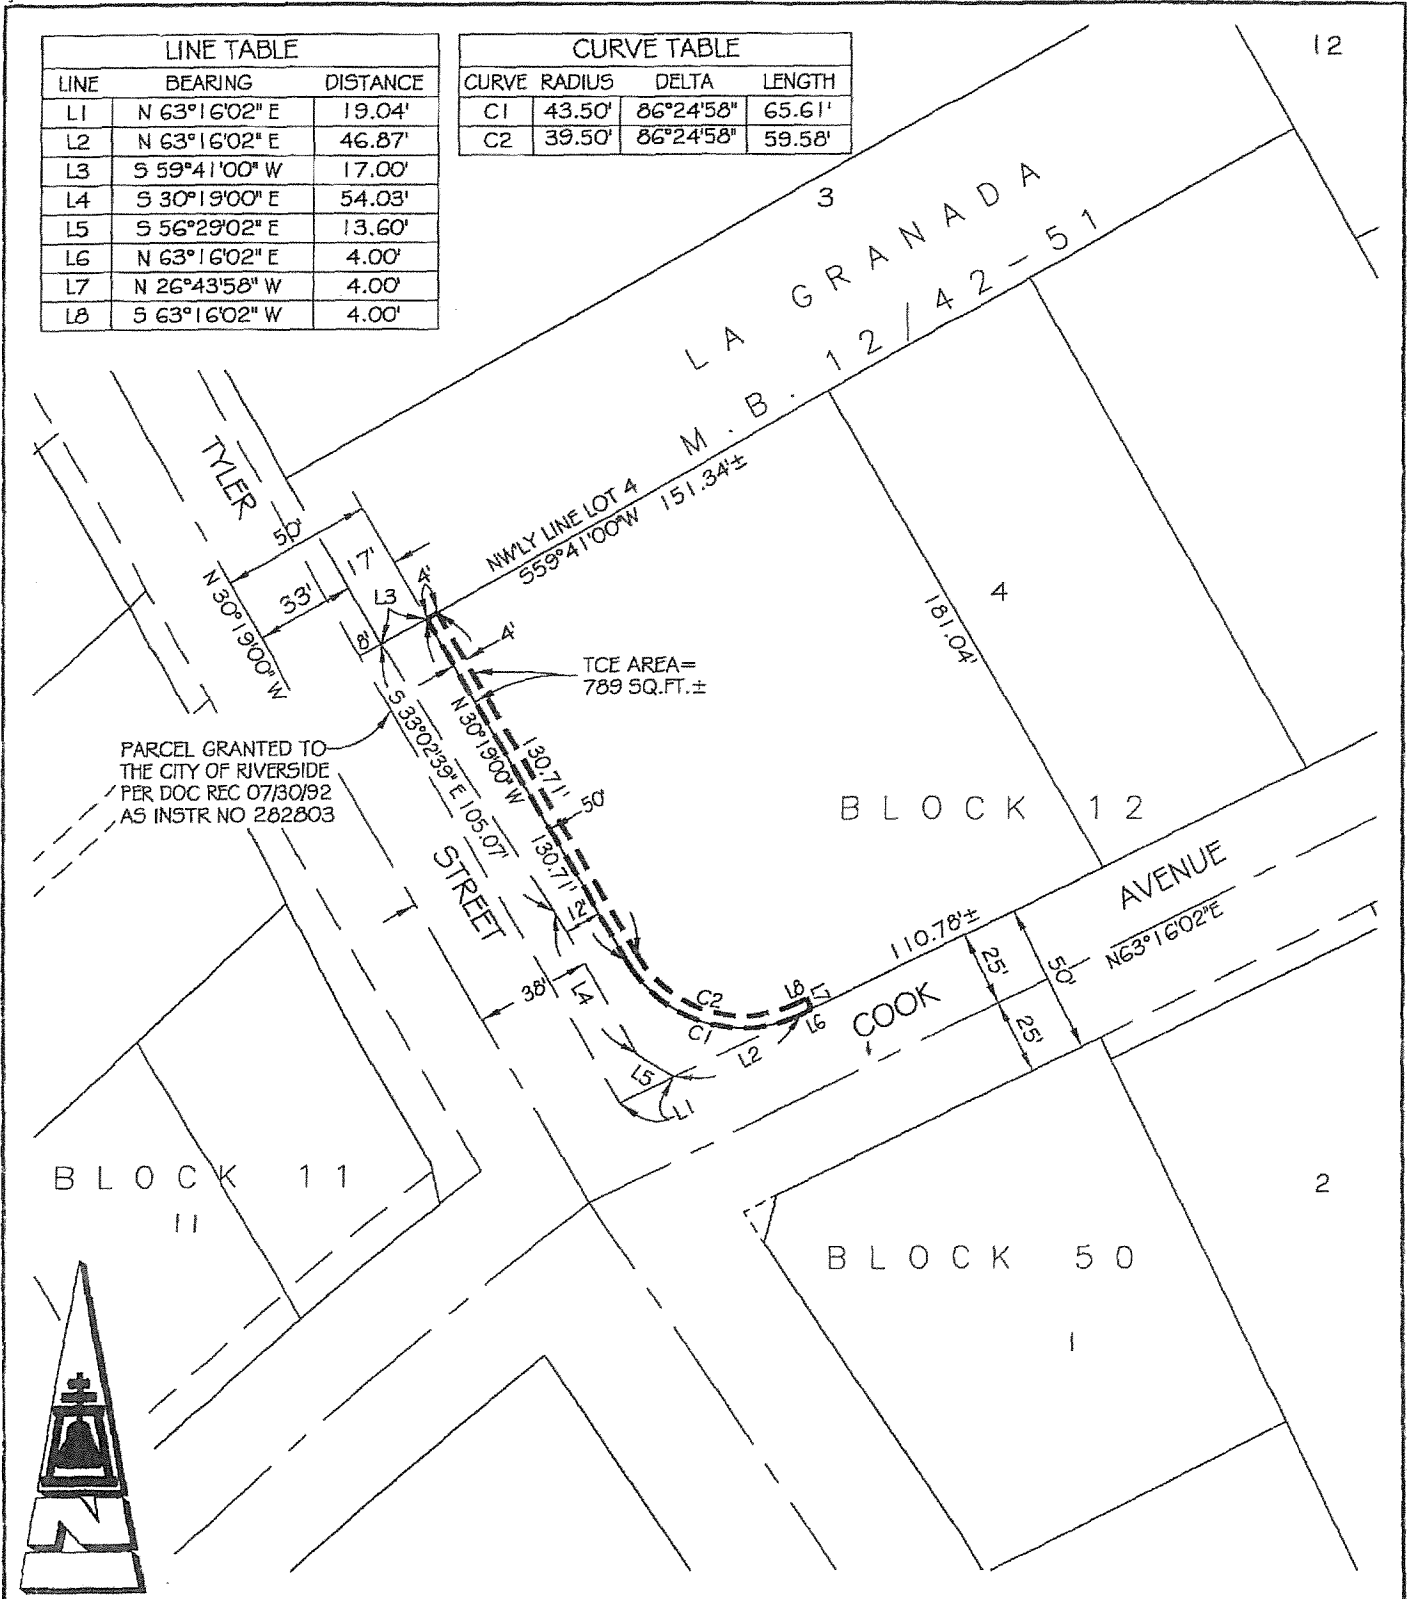 LINE TABLE
LINE BEARING DISTANCE
L1 N 63°16'02" E 19.04'
L2 N 63°16'02" E 46.87'
L3 S 59°41'00" W 17.00'
L4 S 30°19'00" E 54.03'
L5 S 56°29'02" E 13.60'
L6 N 63°16'02" E 4.00'
L7 N 26°43'58" W 4.00'
L8 S 63°16'02" W 4.00'
CURVE TABLE
CURVE RADIUS DELTA LENGTH
C1 43.50' 86°24'58" 65.61'
C2 39.50' 86°24'58" 59.58'
12
3
LA GRANADA
M.B. 12/42-51
TYLER
50'
17'
33'
N 30°19'00" W
L3
8'
4'
4'
NW'LY LINE LOT 4
S59°41'00"W 151.34'±
4
181.04'
TCE AREA=
789 SQ.FT.±
PARCEL GRANTED TO
THE CITY OF RIVERSIDE
PER DOC REC 07/30/92
AS INSTR NO 282803
S 33°02'39" E 105.07'
N 30°19'00" W
130.71'
130.71'
50'
BLOCK 12
STREET
12'
38'
L4
L5
L1
L2
C2
C1
L8
L7
L6
110.78'±
COOK
AVENUE
N63°16'02"E
25'
50'
25'
BLOCK 11
11
BLOCK 50
1
2
N